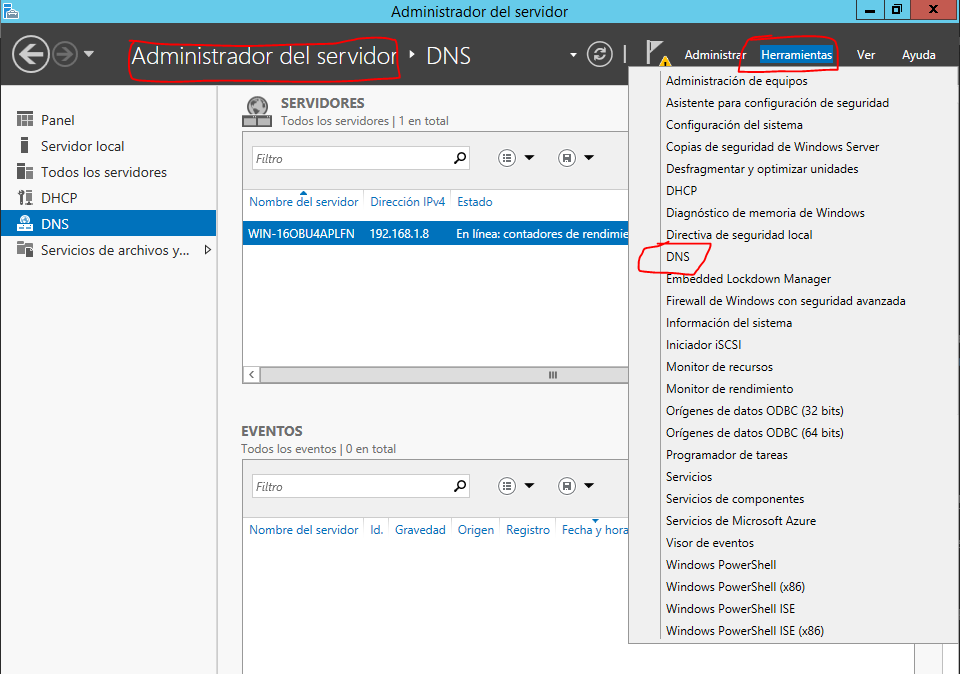 Administrador del servidor
Administrador del servidor DNS
Administrar Herramientas Ver Ayuda
Panel
Servidor local
Todos los servidores
DHCP
DNS
Servicios de archivos y...
SERVIDORES
Todos los servidores | 1 en total
Filtro
Nombre del servidor Dirección IPv4 Estado
WIN-16OBU4APLFN 192.168.1.8 En línea: contadores de rendimie
EVENTOS
Todos los eventos | 0 en total
Filtro
Nombre del servidor Id. Gravedad Origen Registro Fecha y hora
Administración de equipos
Asistente para configuración de seguridad
Configuración del sistema
Copias de seguridad de Windows Server
Desfragmentar y optimizar unidades
DHCP
Diagnóstico de memoria de Windows
Directiva de seguridad local
DNS
Embedded Lockdown Manager
Firewall de Windows con seguridad avanzada
Información del sistema
Iniciador iSCSI
Monitor de recursos
Monitor de rendimiento
Orígenes de datos ODBC (32 bits)
Orígenes de datos ODBC (64 bits)
Programador de tareas
Servicios
Servicios de componentes
Servicios de Microsoft Azure
Visor de eventos
Windows PowerShell
Windows PowerShell (x86)
Windows PowerShell ISE
Windows PowerShell ISE (x86)